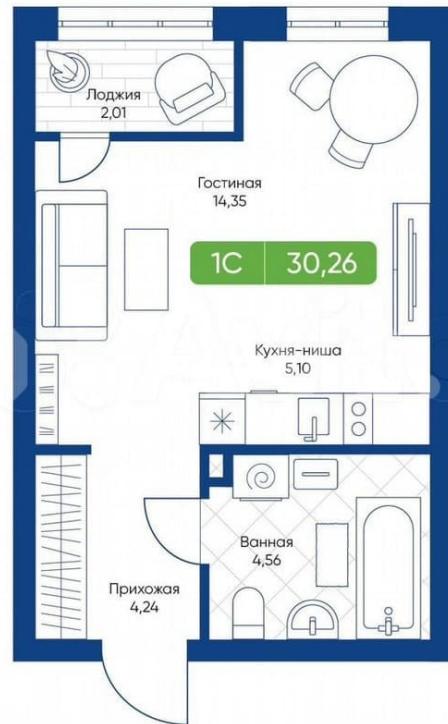 Лоджия
2,01
Гостиная
14,35
1С 30,26
Кухня-ниша
5,10
Ванная
4,56
Прихожая
4,24